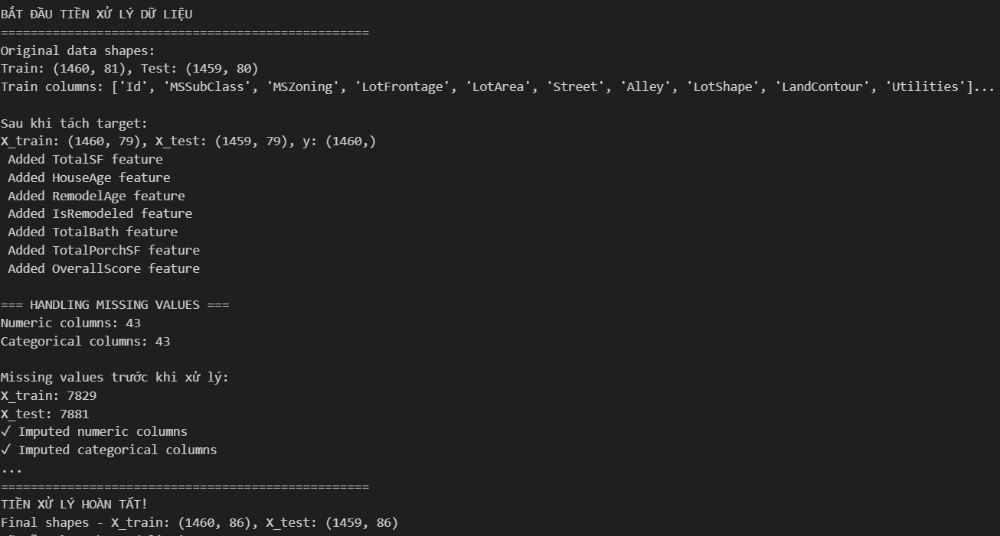 BẮT ĐẦU TIỀN XỬ LÝ DỮ LIỆU
==================================================
Original data shapes:
Train: (1460, 81), Test: (1459, 80)
Train columns: ['Id', 'MSSubClass', 'MSZoning', 'LotFrontage', 'LotArea', 'Street', 'Alley', 'LotShape', 'LandContour', 'Utilities']...
Sau khi tách target:
X_train: (1460, 79), X_test: (1459, 79), y: (1460,)
Added TotalSF feature
Added HouseAge feature
Added RemodelAge feature
Added IsRemodeled feature
Added TotalBath feature
Added TotalPorchSF feature
Added OverallScore feature
=== HANDLING MISSING VALUES ===
Numeric columns: 43
Categorical columns: 43
Missing values trước khi xử lý:
X_train: 7829
X_test: 7881
✓ Imputed numeric columns
✓ Imputed categorical columns
...
==================================================
TIỀN XỬ LÝ HOÀN TẤT!
Final shapes - X_train: (1460, 86), X_test: (1459, 86)